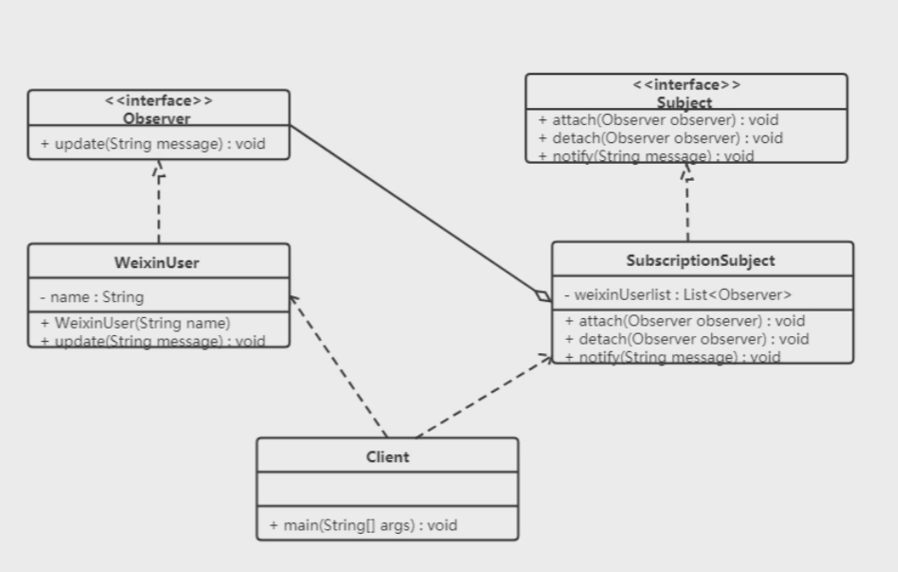 <<interface>>
Observer
+ update(String message) : void
<<interface>>
Subject
+ attach(Observer observer) : void
+ detach(Observer observer) : void
+ notify(String message) : void
WeixinUser
- name : String
+ WeixinUser(String name)
+ update(String message) : void
SubscriptionSubject
- weixinUserlist : List<Observer>
+ attach(Observer observer) : void
+ detach(Observer observer) : void
+ notify(String message) : void
Client
+ main(String[] args) : void